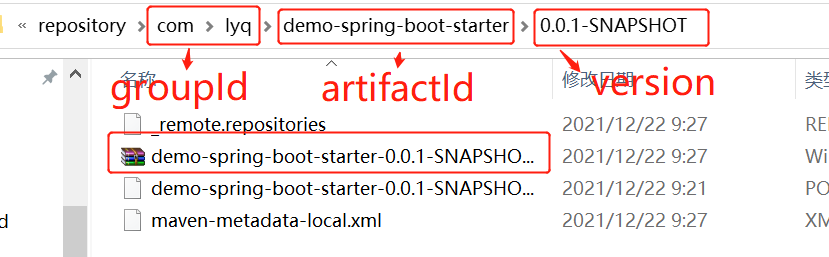 « repository › com › lyq › demo-spring-boot-starter › 0.0.1-SNAPSHOT
groupId artifactId version
名称 修改日期 类
_remote.repositories 2021/12/22 9:27 RE
demo-spring-boot-starter-0.0.1-SNAPSHO... 2021/12/22 9:27 Wi
demo-spring-boot-starter-0.0.1-SNAPSHO... 2021/12/22 9:21 PO
maven-metadata-local.xml 2021/12/22 9:27 XM
d